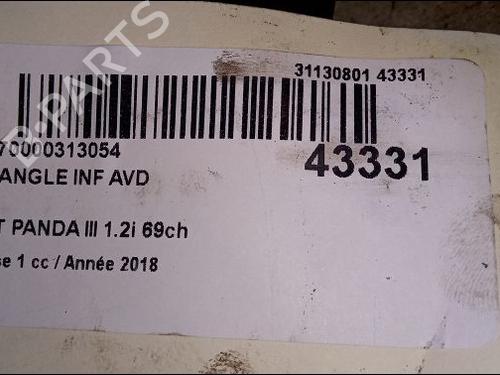 31130801 43331
70000313054
43331
ANGLE INF AVD
T PANDA III 1.2i 69ch
se 1 cc / Année 2018
B-PARTS